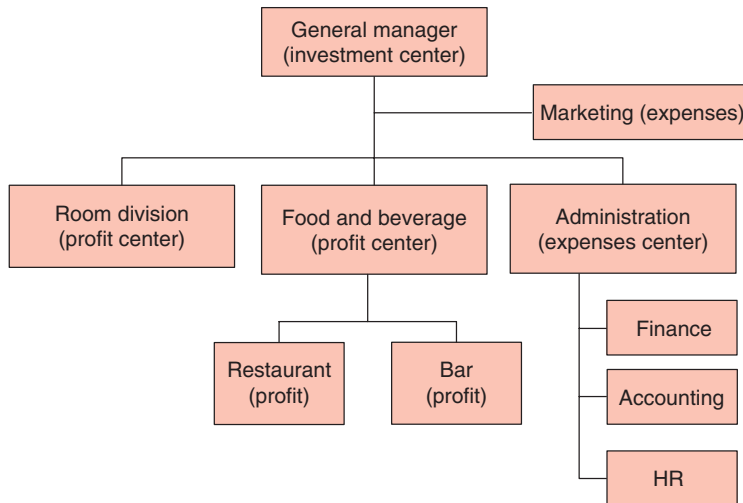 General manager
(investment center)
Marketing (expenses)
Room division
(profit center)
Food and beverage
(profit center)
Administration
(expenses center)
Restaurant
(profit)
Bar
(profit)
Finance
Accounting
HR